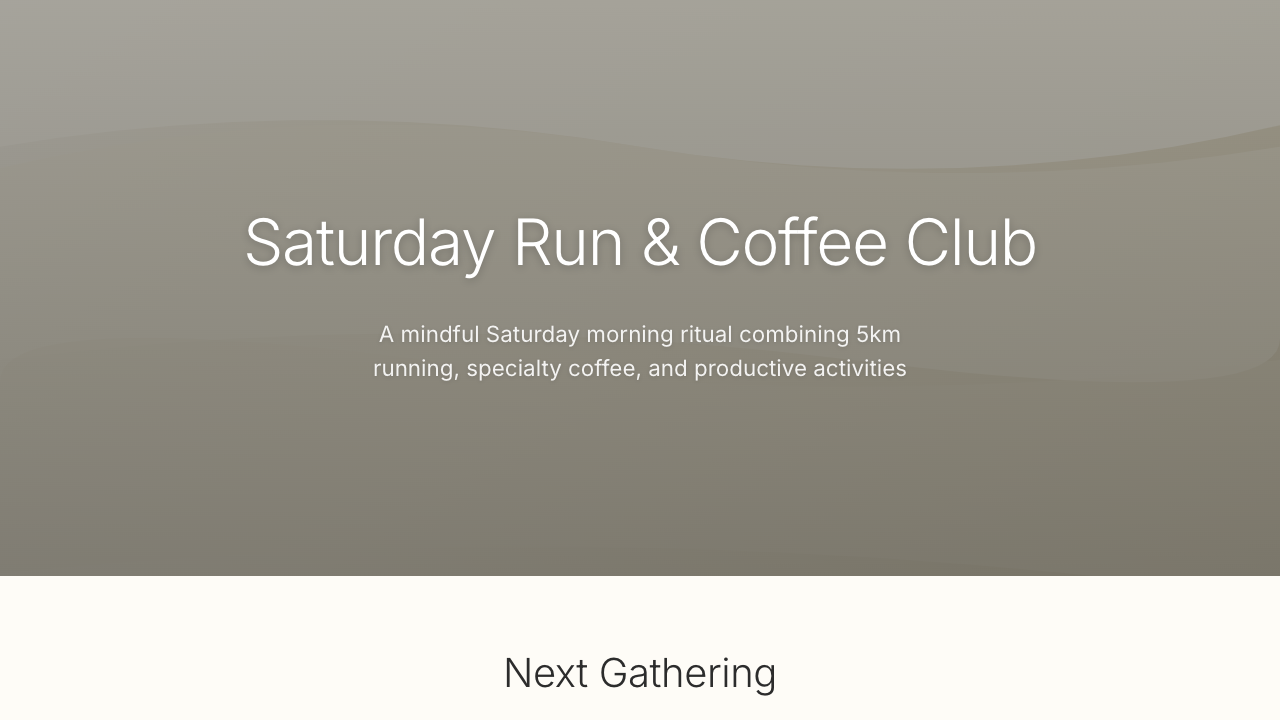 Saturday Run & Coffee Club
A mindful Saturday morning ritual combining 5km
running, specialty coffee, and productive activities
Next Gathering